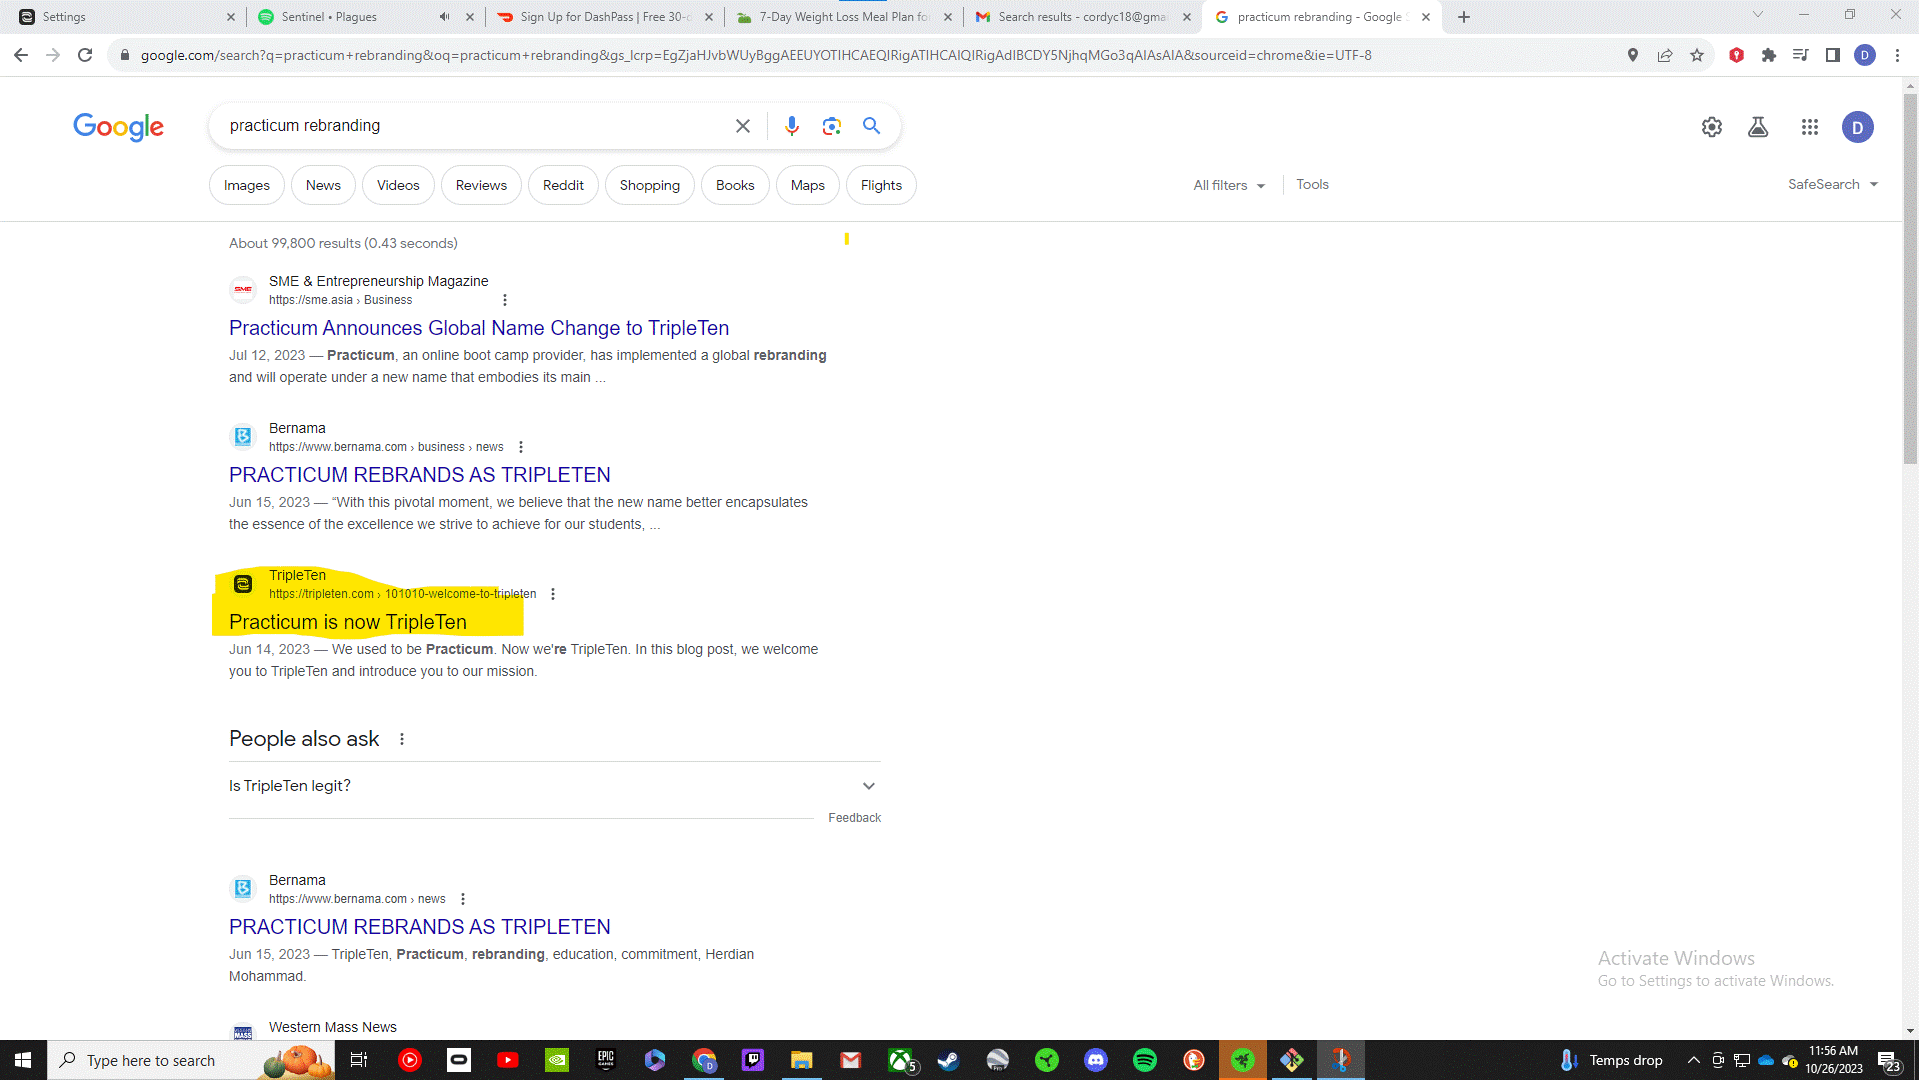 Settings
Sentinel • Plagues
Sign Up for DashPass | Free 30-d
7-Day Weight Loss Meal Plan fo
Search results - cordyc18@gma
practicum rebranding - Google S
google.com/search?q=practicum+rebranding&oq=practicum+rebranding&gs_lcrp=EgZjaHJvbWUyBggAEEUYOTIHCAEQIRigATIHCAIQIRigAdIBCDY5NjhqMGo3qAIAsAIA&sourceid=chrome&ie=UTF-8
D
Google
practicum rebranding
D
Images
News
Videos
Reviews
Reddit
Shopping
Books
Maps
Flights
All filters
Tools
SafeSearch
About 99,800 results (0.43 seconds)
SME
SME & Entrepreneurship Magazine
https://sme.asia › Business
Practicum Announces Global Name Change to TripleTen
Jul 12, 2023 — Practicum, an online boot camp provider, has implemented a global rebranding
and will operate under a new name that embodies its main ...
Bernama
https://www.bernama.com › business › news
PRACTICUM REBRANDS AS TRIPLETEN
Jun 15, 2023 — “With this pivotal moment, we believe that the new name better encapsulates
the essence of the excellence we strive to achieve for our students, ...
TripleTen
https://tripleten.com › 101010-welcome-to-tripleten
Practicum is now TripleTen
Jun 14, 2023 — We used to be Practicum. Now we're TripleTen. In this blog post, we welcome
you to TripleTen and introduce you to our mission.
People also ask
Is TripleTen legit?
Feedback
Bernama
https://www.bernama.com › news
PRACTICUM REBRANDS AS TRIPLETEN
Jun 15, 2023 — TripleTen, Practicum, rebranding, education, commitment, Herdian
Mohammad.
MASS
Western Mass News
Activate Windows
Go to Settings to activate Windows.
Type here to search
EPIC
GAMES
D
5
Temps drop
11:56 AM
10/26/2023
23